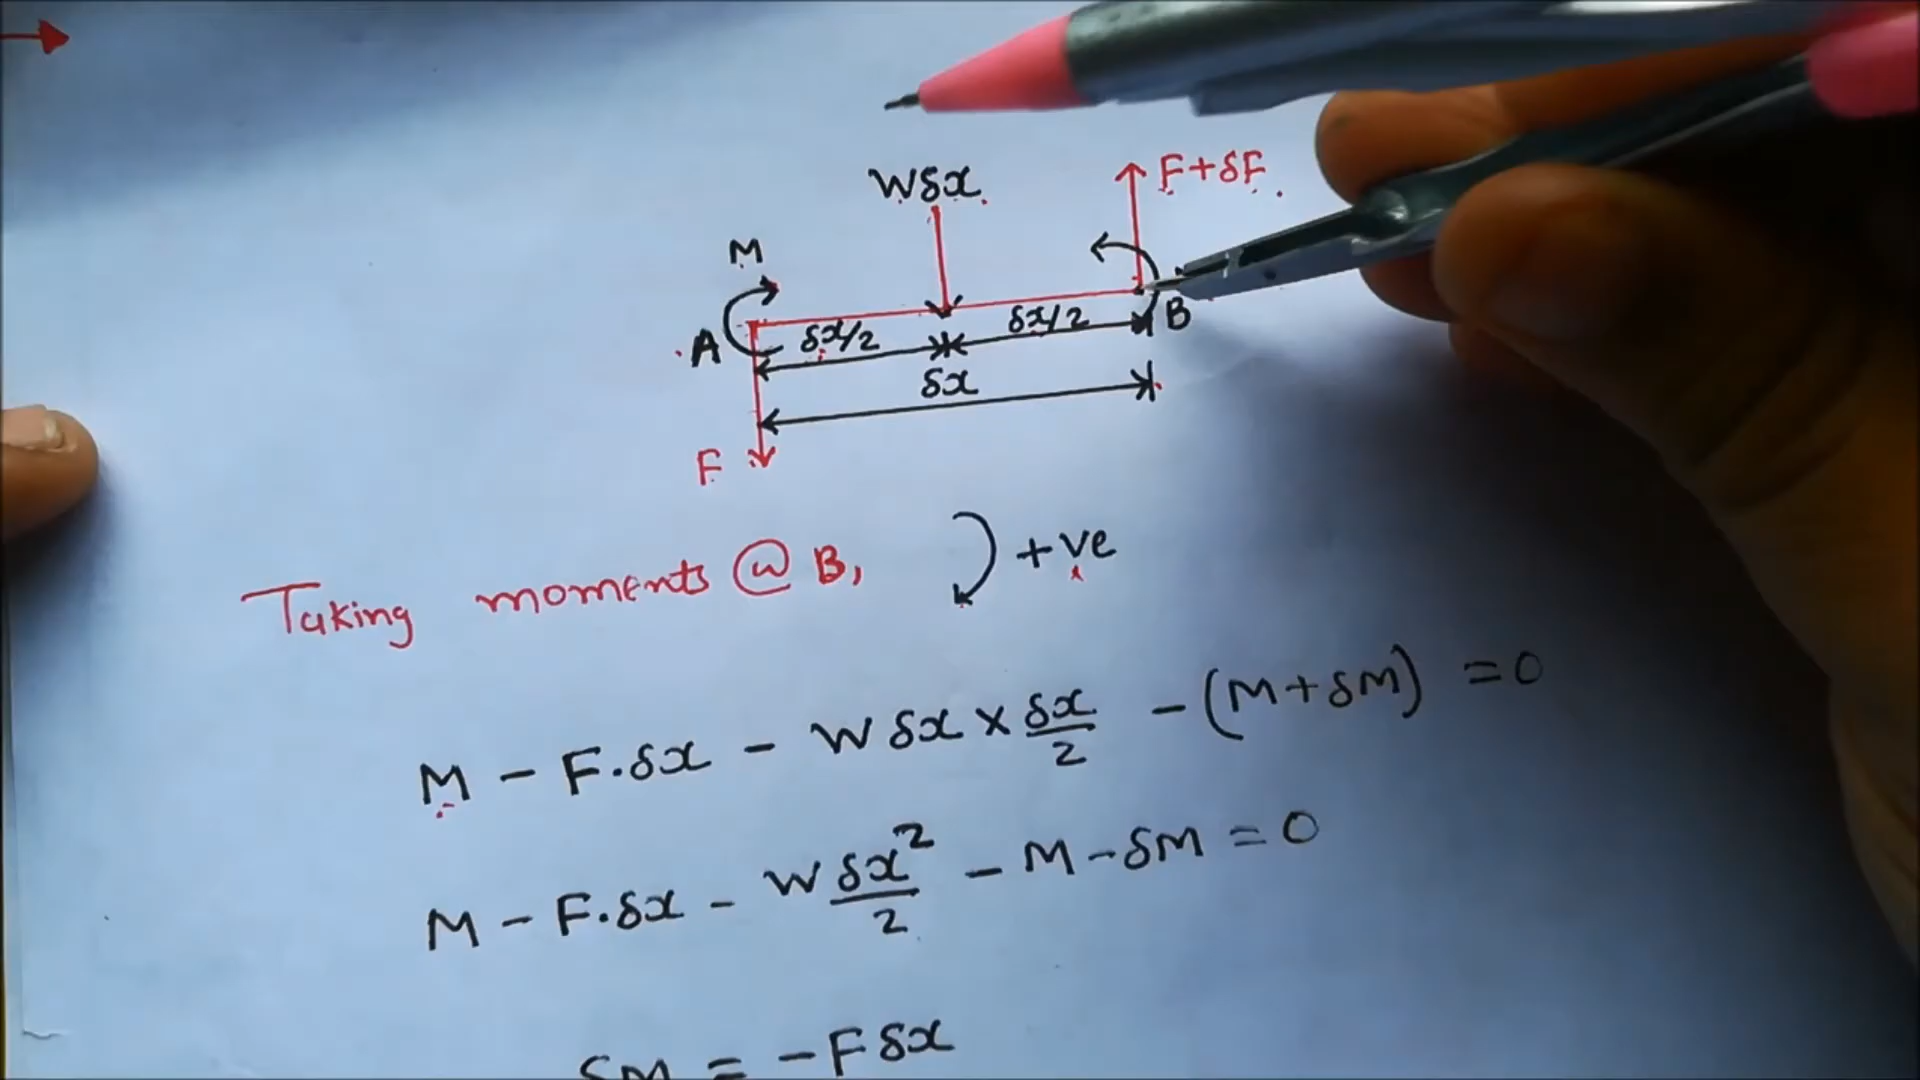 Wδx
F+δF
M
A
δx/2
δx/2
B
δx
F
Taking moments @ B, +ve
M - F.δx - W δx × δx/2 - (M+δM) = 0
M - F.δx - W δx²/2 - M - δM = 0
δM = -Fδx